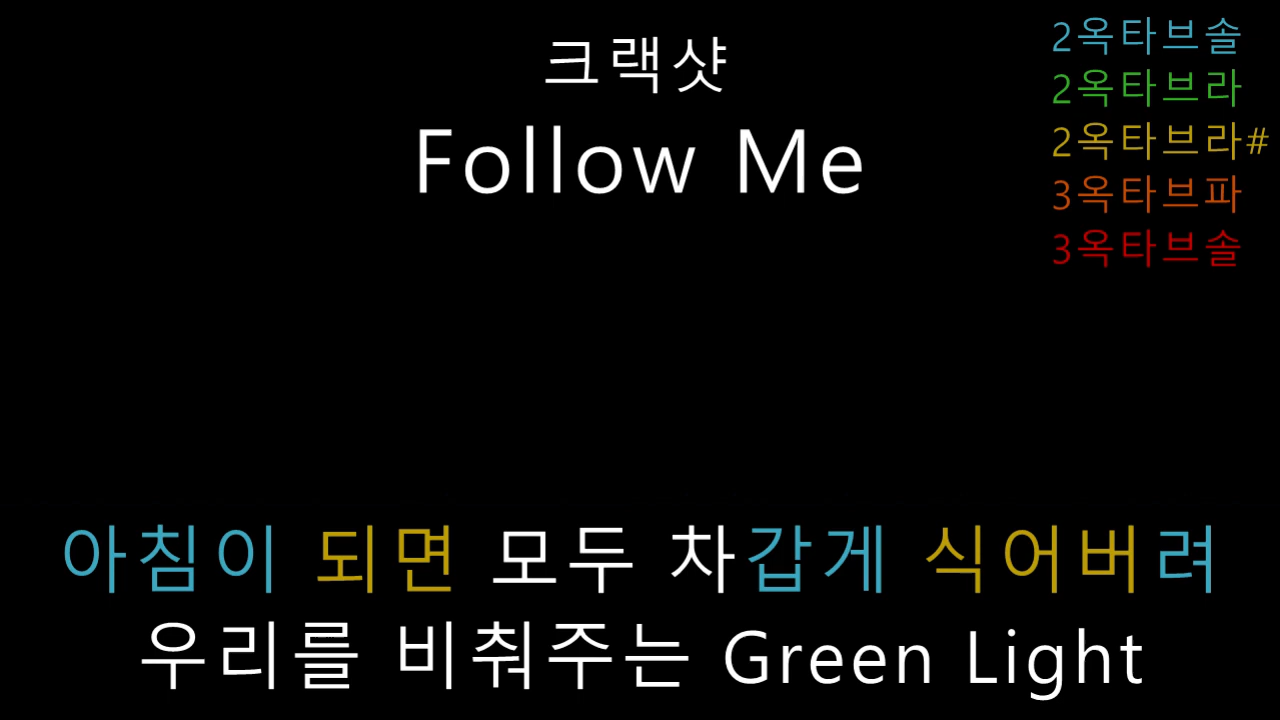 크랙샷
Follow Me
2옥타브솔
2옥타브라
2옥타브라#
3옥타브파
3옥타브솔
아침이 되면 모두 차갑게 식어버려
우리를 비춰주는 Green Light